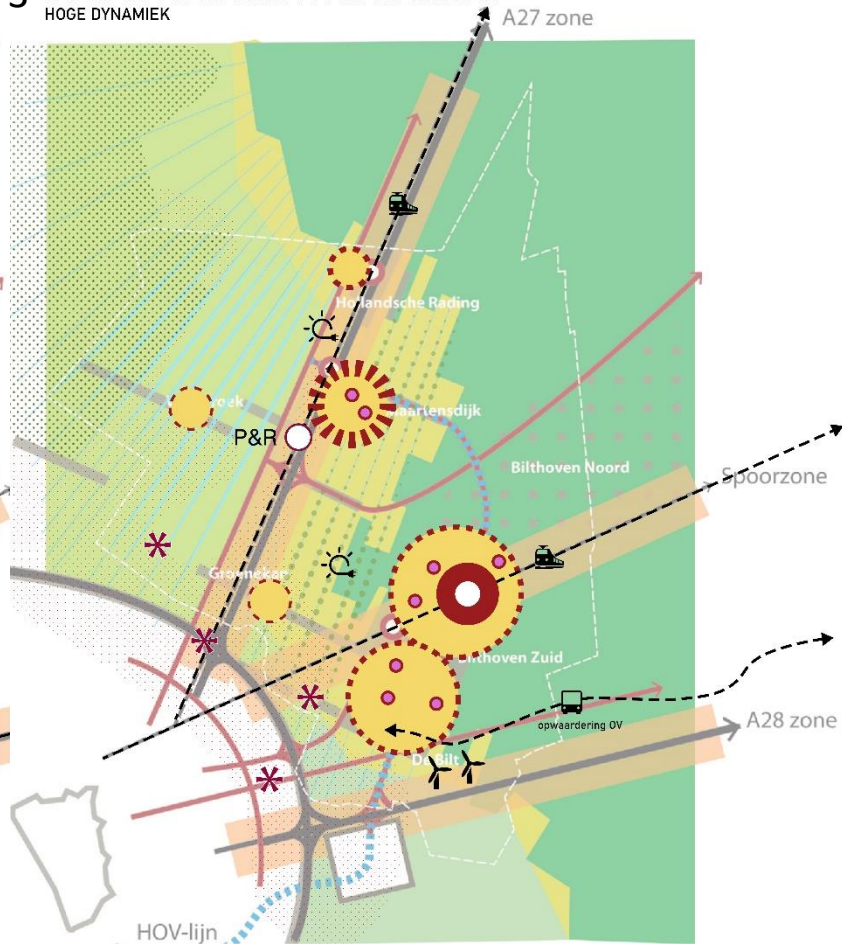 HOGE DYNAMIEK
A27 zone
Hollandsche Rading
Maartensdijk
P&R
Bilthoven Noord
Spoorzone
Groenekan
Bilthoven Zuid
opwaardering OV
A28 zone
De Bilt
HOV-lijn